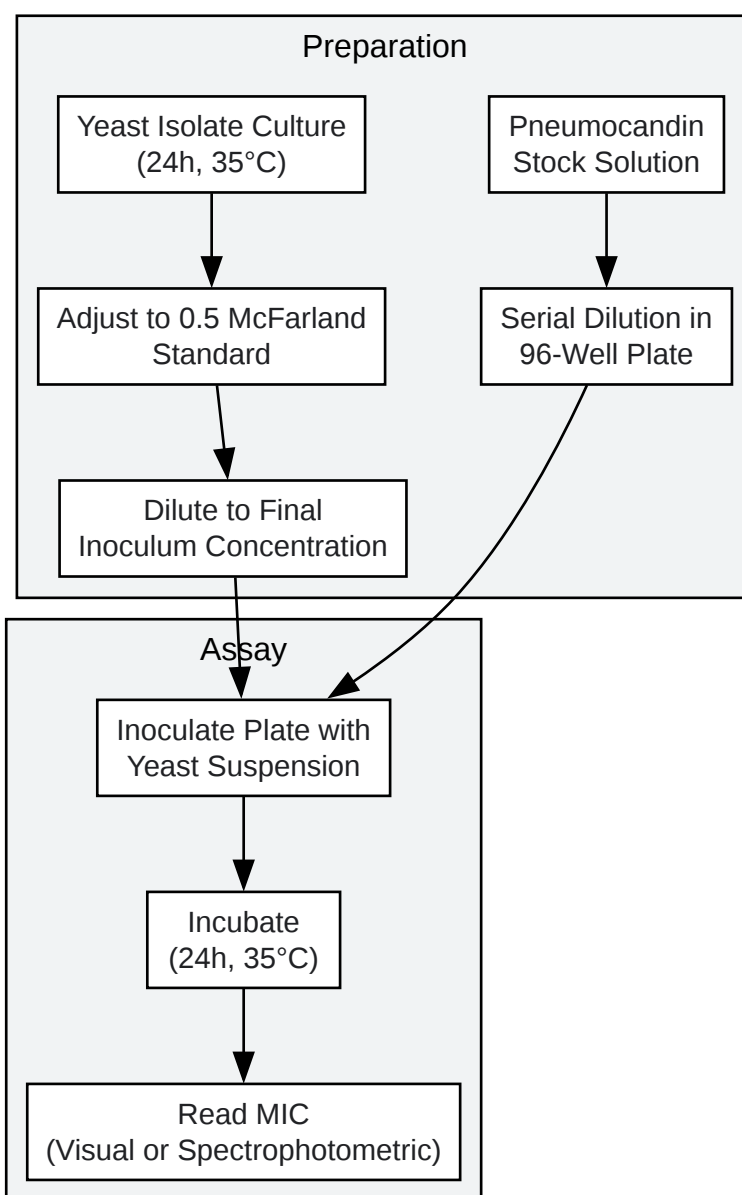 Preparation
Yeast Isolate Culture
(24h, 35°C)
Pneumocandin
Stock Solution
Adjust to 0.5 McFarland
Standard
Serial Dilution in
96-Well Plate
Dilute to Final
Inoculum Concentration
Assay
Inoculate Plate with
Yeast Suspension
Incubate
(24h, 35°C)
Read MIC
(Visual or Spectrophotometric)